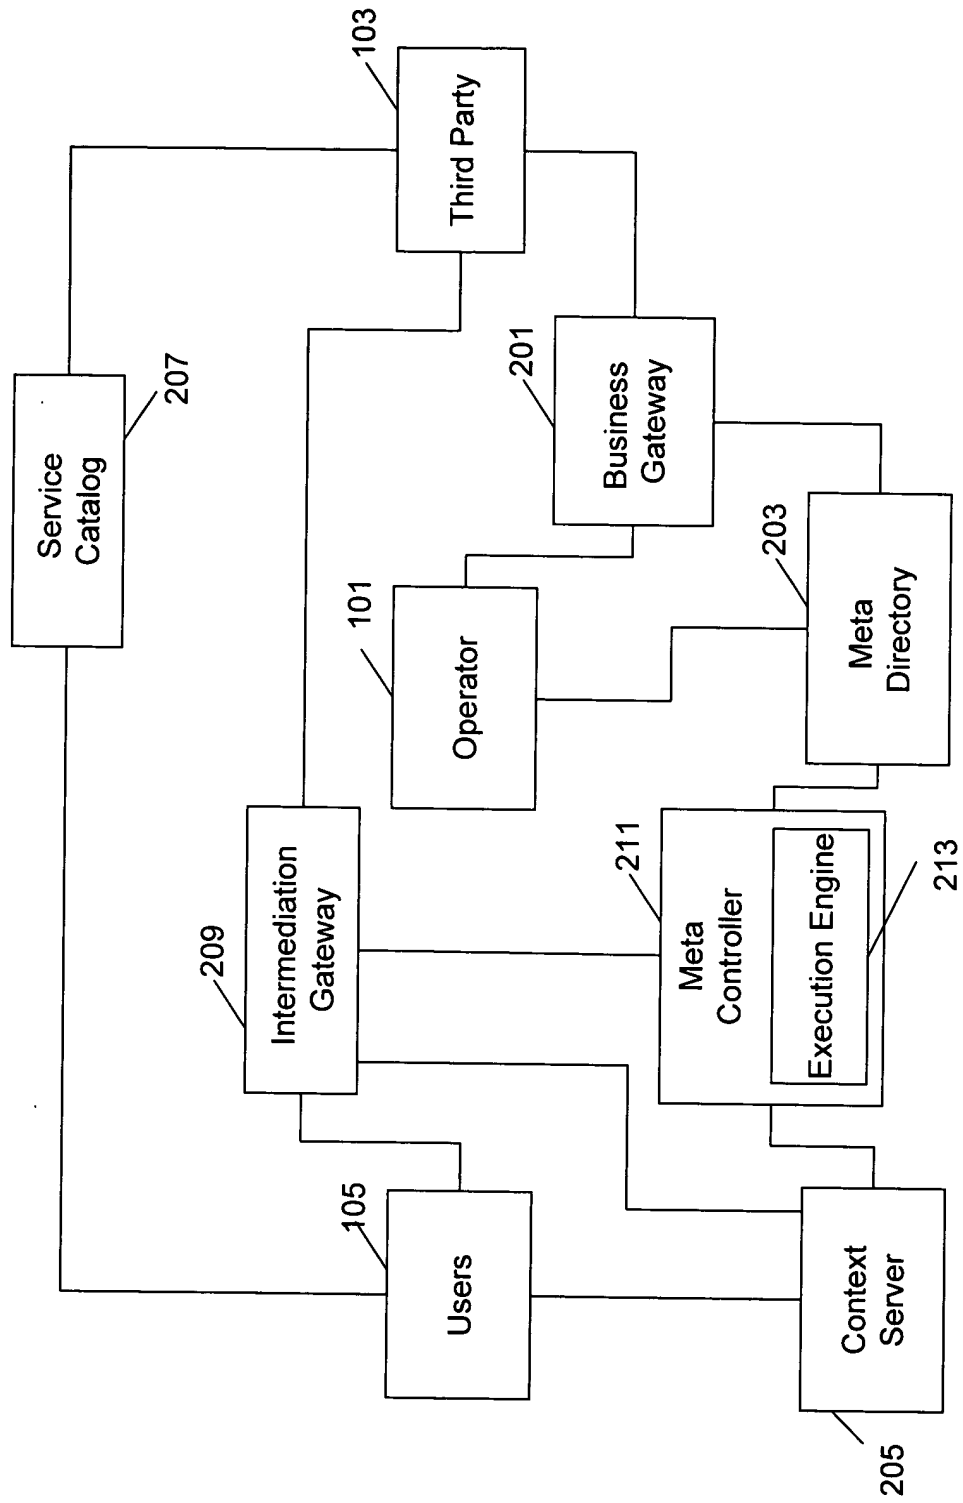 Service
Catalog
207
Third Party
103
Intermediation
Gateway
209
Business
Gateway
201
Operator
101
Users
105
Meta
Directory
203
Meta
Controller
211
Execution Engine
213
Context
Server
205